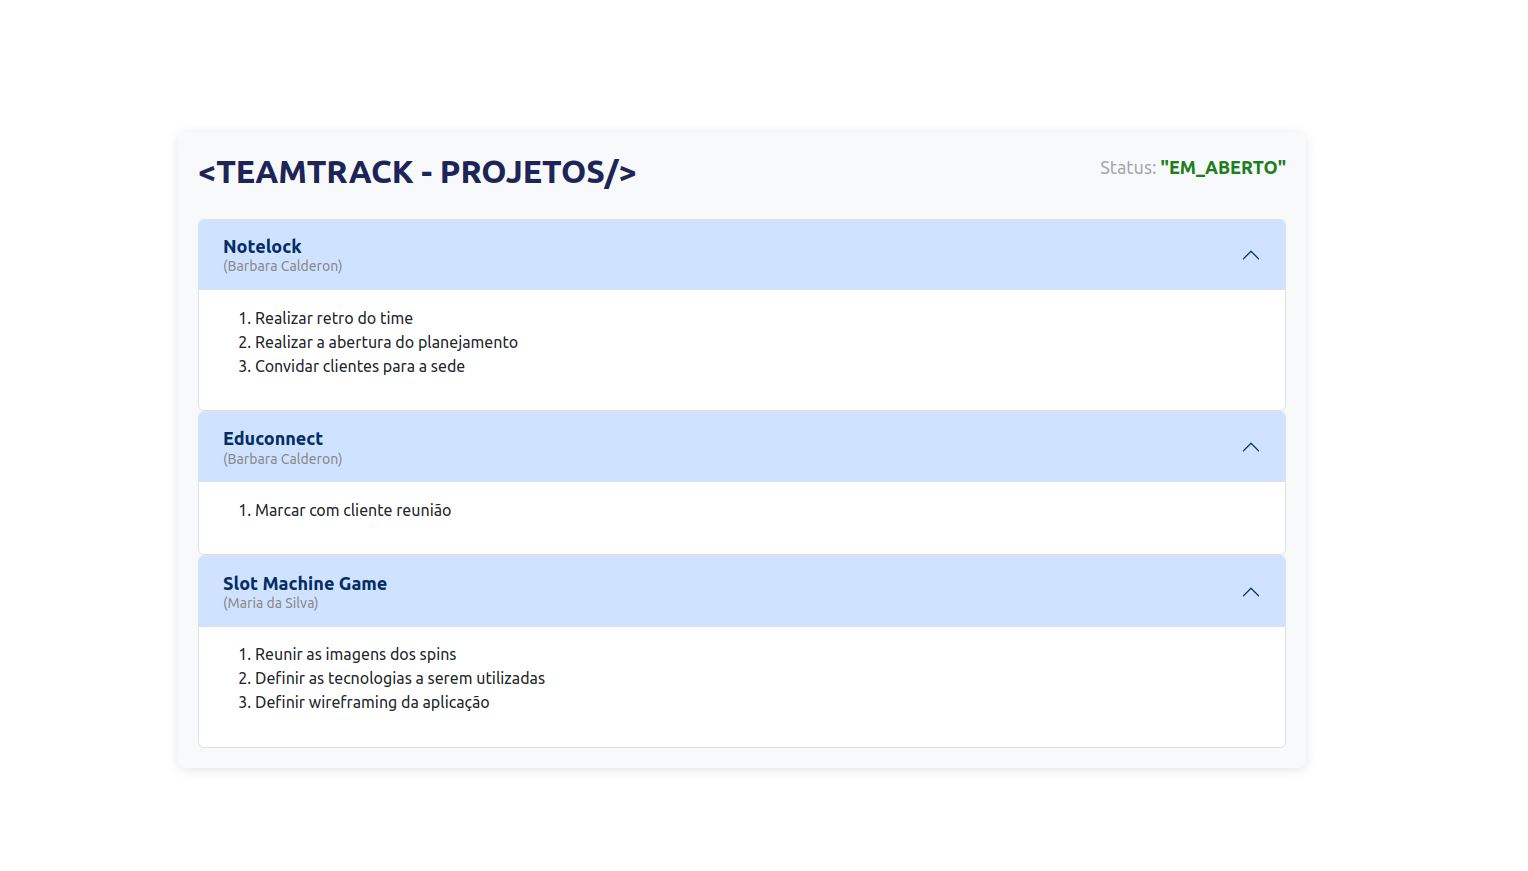 <TEAMTRACK - PROJETOS/>
Status: "EM_ABERTO"
Notelock
(Barbara Calderon)
1. Realizar retro do time
2. Realizar a abertura do planejamento
3. Convidar clientes para a sede
Educonnect
(Barbara Calderon)
1. Marcar com cliente reunião
Slot Machine Game
(Maria da Silva)
1. Reunir as imagens dos spins
2. Definir as tecnologias a serem utilizadas
3. Definir wireframing da aplicação